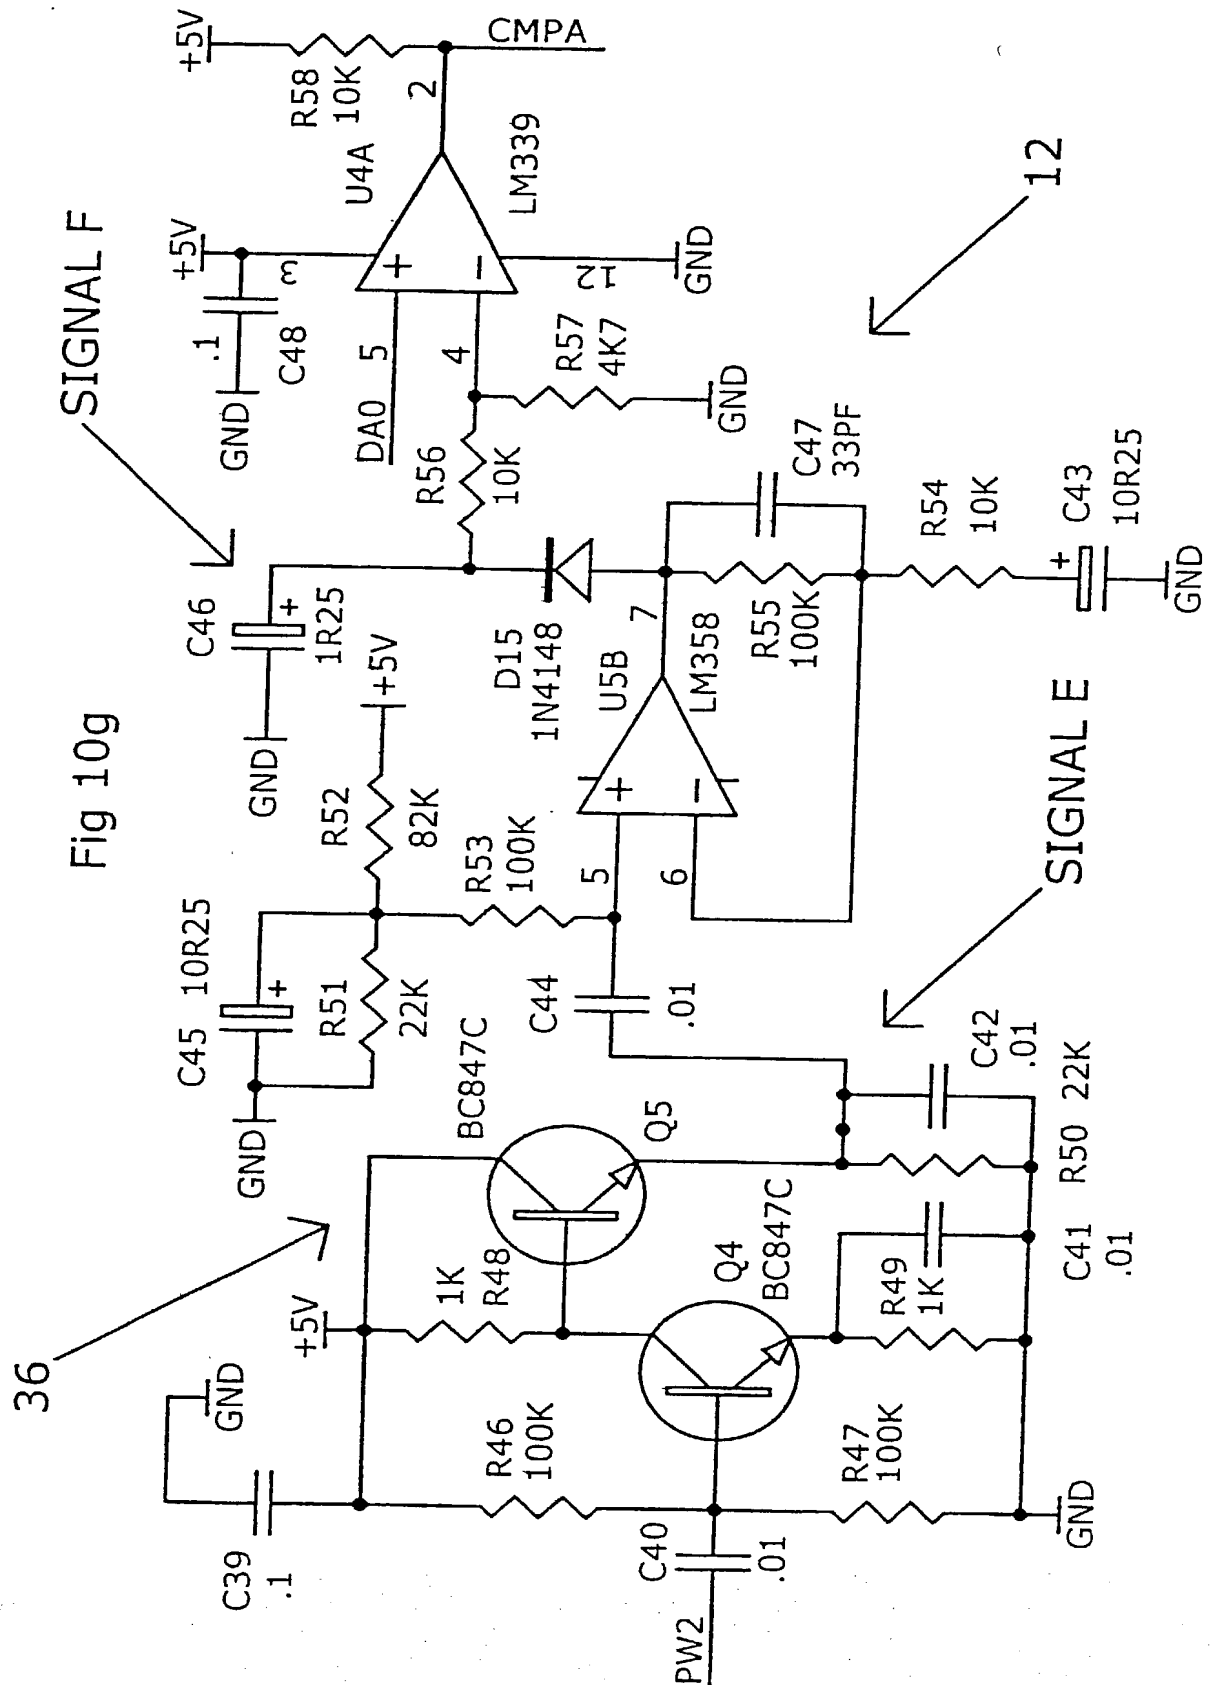 Fig 10g
36
C39
.1
GND
+5V
R46
100K
C40
.01
PW2
R47
100K
GND
1K
R48
Q4
BC847C
R49
1K
C41
.01
BC847C
Q5
R50 22K
C42
.01
SIGNAL E
GND
C45
10R25
+
R51
22K
R52
82K
+5V
R53
100K
C44
.01
5
6
+
−
7
U5B
LM358
R55
100K
C47
33PF
R54
10K
C43
10R25
+
GND
D15
1N4148
GND
C46
1R25
+
SIGNAL F
R56
10K
R57
4K7
GND
DA0
5
4
+
−
3
12
GND
GND
.1
C48
+5V
U4A
LM339
2
+5V
R58
10K
CMPA
12